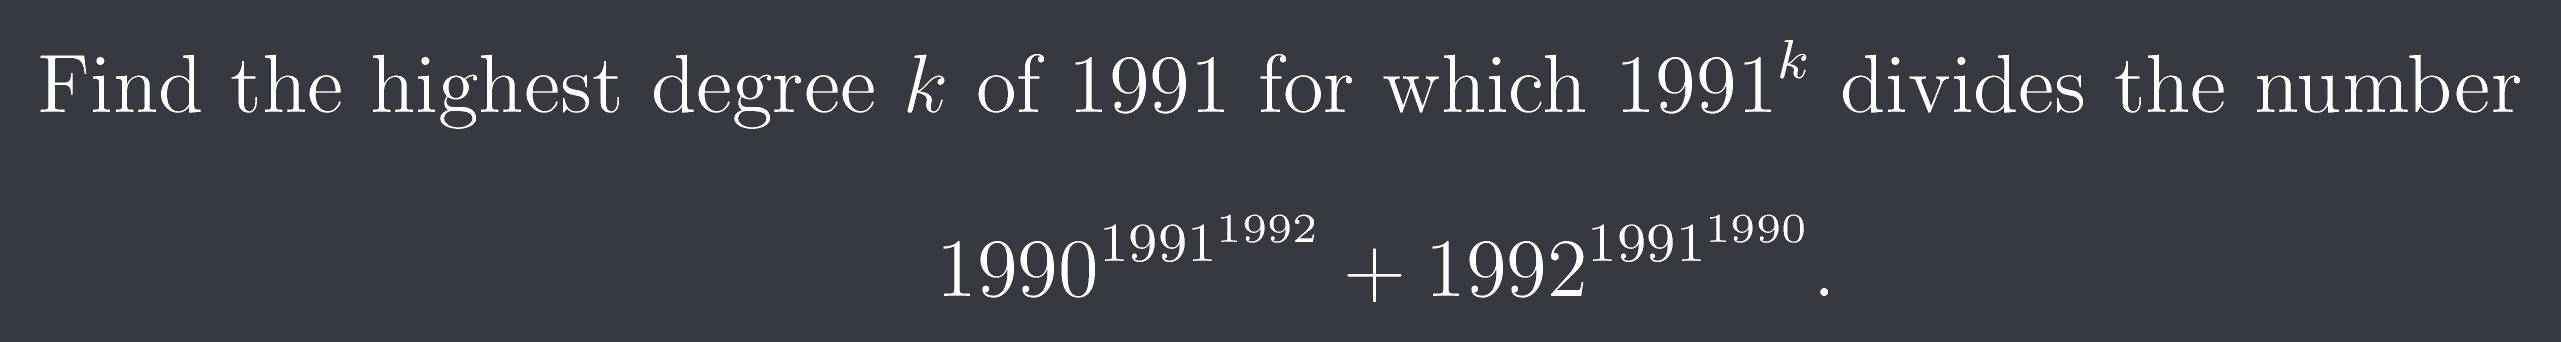 Find the highest degree $k$ of 1991 for which $1991^k$ divides the number
$$1990^{1991^{1992}} + 1992^{1991^{1990}}.$$